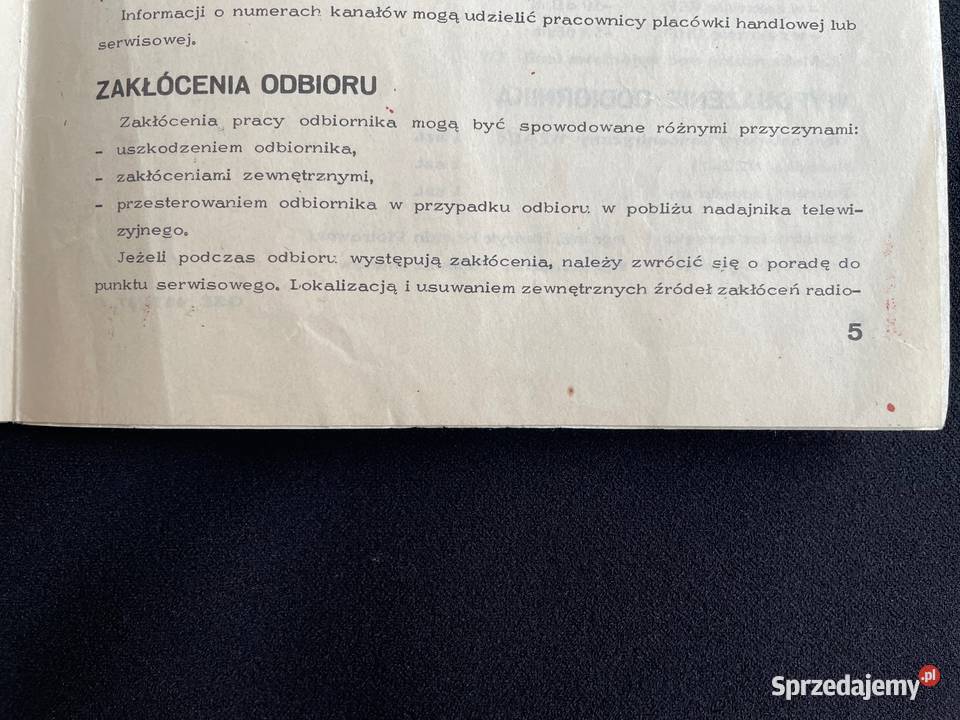 Informacji o numerach kanałów mogą udzielić pracownicy placówki handlowej lub
serwisowej.
ZAKŁÓCENIA ODBIORU
Zakłócenia pracy odbiornika mogą być spowodowane różnymi przyczynami:
- uszkodzeniem odbiornika,
- zakłóceniami zewnętrznymi,
- przesterowaniem odbiornika w przypadku odbioru w pobliżu nadajnika telewi-
zyjnego.
Jeżeli podczas odbioru występują zakłócenia, należy zwrócić się o poradę do
punktu serwisowego. Lokalizacją i usuwaniem zewnętrznych źródeł zakłóceń radio-
5
Sprzedajemy.pl